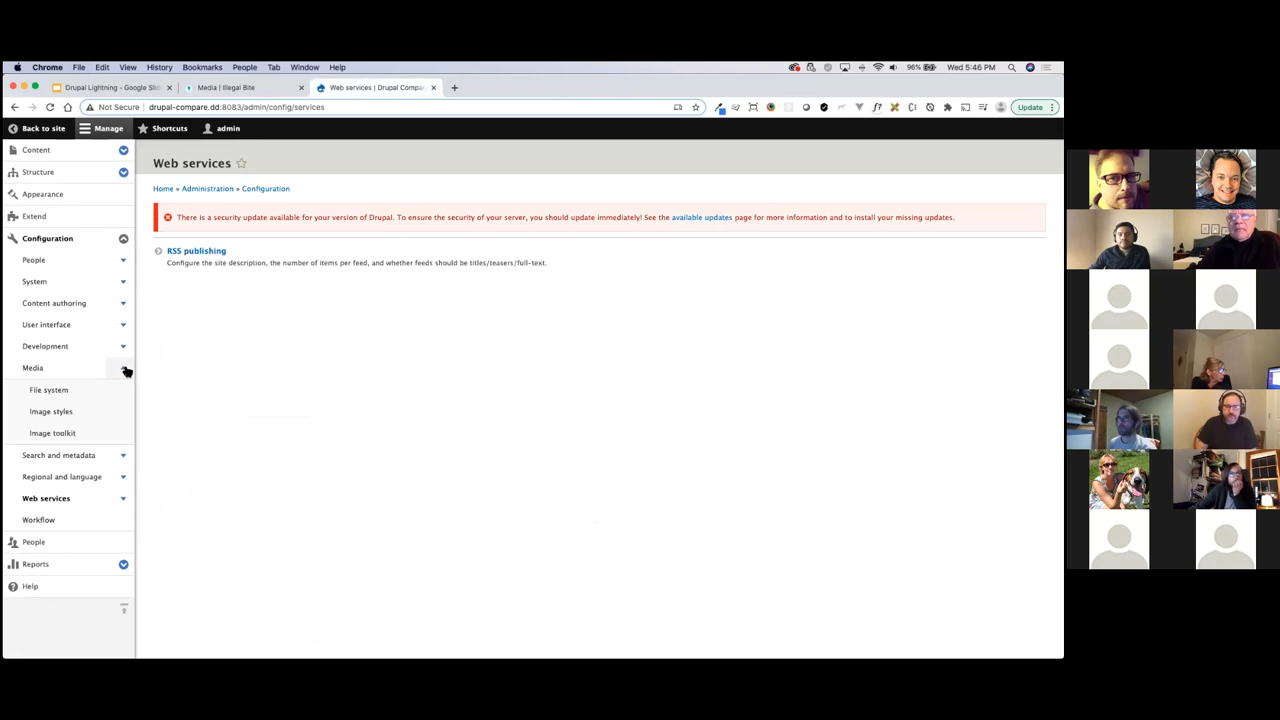 Chrome File Edit View History Bookmarks People Tab Window Help
96% Wed 5:46 PM
Drupal Lightning - Google Slid
Media | Illegal Bite
Web services | Drupal Compar
Not Secure | drupal-compare.dd:8083/admin/config/services
Update
Back to site
Manage
Shortcuts
admin
Content
Structure
Appearance
Extend
Configuration
People
System
Content authoring
User interface
Development
Media
File system
Image styles
Image toolkit
Search and metadata
Regional and language
Web services
Workflow
People
Reports
Help
Web services
Home » Administration » Configuration
There is a security update available for your version of Drupal. To ensure the security of your server, you should update immediately! See the available updates page for more information and to install your missing updates.
RSS publishing
Configure the site description, the number of items per feed, and whether feeds should be titles/teasers/full-text.